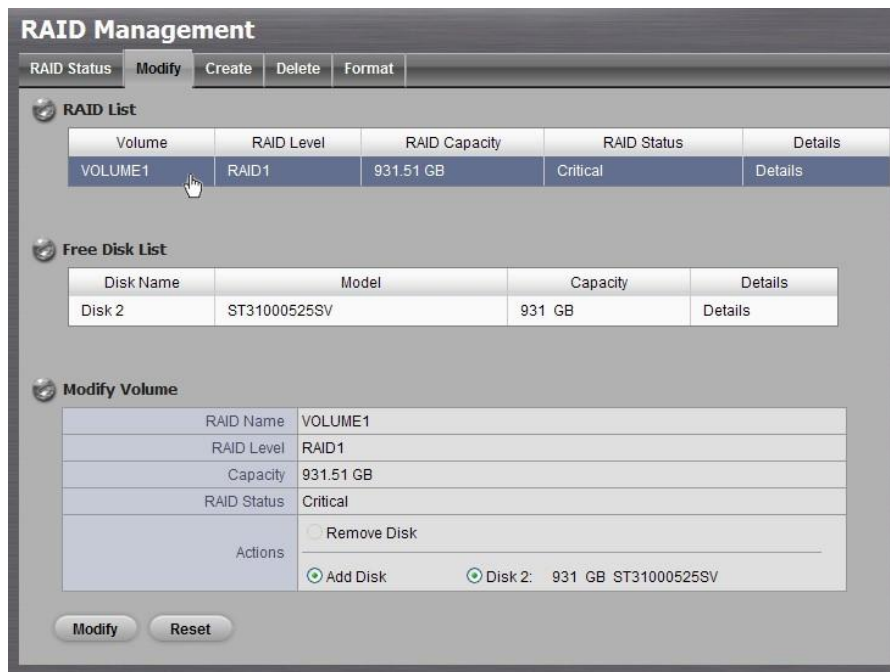 RAID Management
RAID Status Modify Create Delete Format
RAID List
Volume RAID Level RAID Capacity RAID Status Details
VOLUME1 RAID1 931.51 GB Critical Details
Free Disk List
Disk Name Model Capacity Details
Disk 2 ST31000525SV 931 GB Details
Modify Volume
RAID Name VOLUME1
RAID Level RAID1
Capacity 931.51 GB
RAID Status Critical
Actions
Remove Disk
Add Disk Disk 2: 931 GB ST31000525SV
Modify Reset